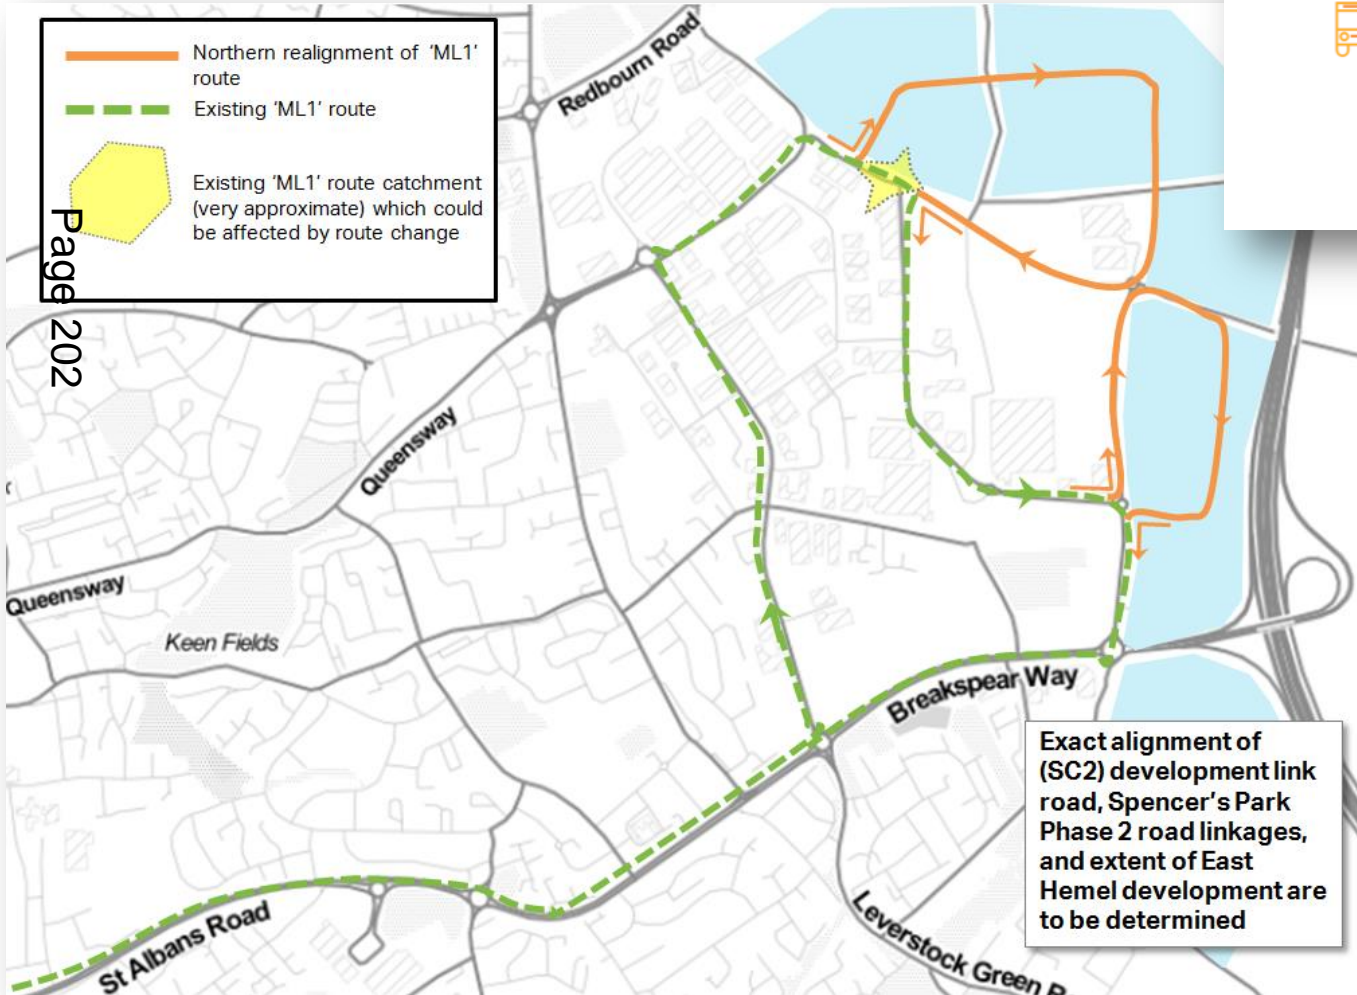 Northern realignment of 'ML1'
route
Existing 'ML1' route
Existing 'ML1' route catchment
(very approximate) which could
be affected by route change
Page 202
Redbourn Road
Queensway
Queensway
Keen Fields
Breakspear Way
St Albans Road
Leverstock Green R
Exact alignment of
(SC2) development link
road, Spencer's Park
Phase 2 road linkages,
and extent of East
Hemel development are
to be determined